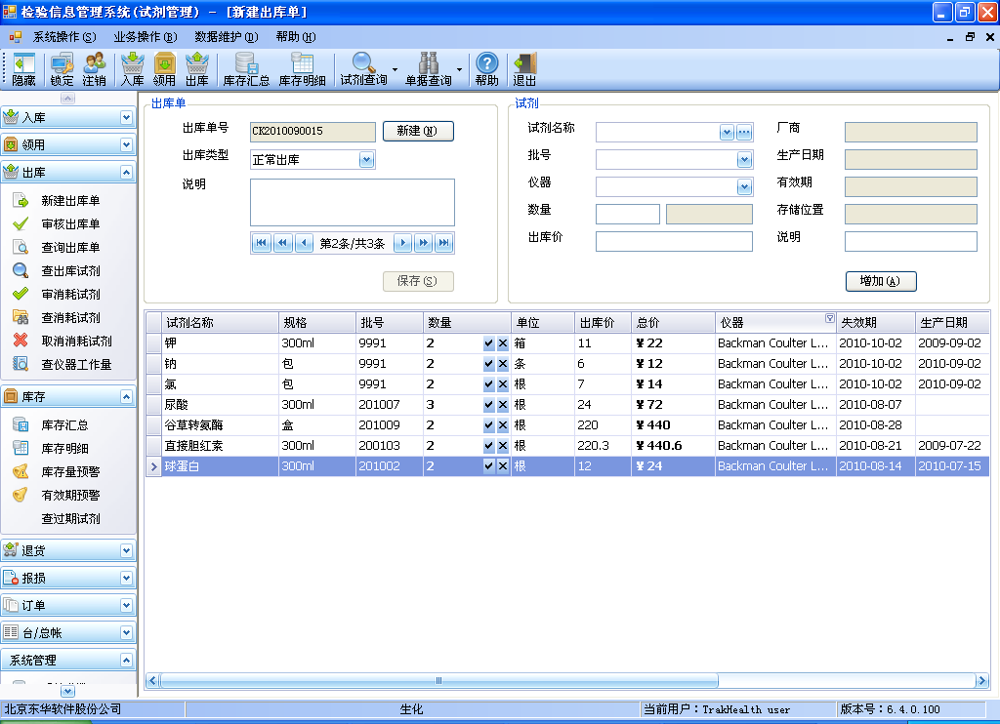 检验信息管理系统(试剂管理) - [新建出库单]
系统操作(S) 业务操作(B) 数据维护(D) 帮助(H)
隐藏 锁定 注销 入库 领用 出库 库存汇总 库存明细 试剂查询 单据查询 帮助 退出
入库
领用
出库
新建出库单
审核出库单
查询出库单
查出库试剂
审消耗试剂
查消耗试剂
取消消耗试剂
查仪器工作量
库存
库存汇总
库存明细
库存量预警
有效期预警
查过期试剂
退货
报损
订单
台/总帐
系统管理
出库单
出库单号 CK2010090015 新建(N)
出库类型 正常出库
说明
第2条/共3条
保存(S)
试剂
试剂名称 厂商
批号 生产日期
仪器 有效期
数量 存储位置
出库价 说明
增加(A)
试剂名称 规格 批号 数量 单位 出库价 总价 仪器 失效期 生产日期
钾 300ml 9991 2 箱 11 ¥ 22 Backman Coulter L... 2010-10-02 2009-09-02
钠 包 9991 2 条 6 ¥ 12 Backman Coulter L... 2010-10-02 2010-09-02
氯 包 9991 2 根 7 ¥ 14 Backman Coulter L... 2010-10-02 2010-09-02
尿酸 300ml 201007 3 根 24 ¥ 72 Backman Coulter L... 2010-08-07
谷草转氨酶 盒 201009 2 根 220 ¥ 440 Backman Coulter L... 2010-08-28
直接胆红素 300ml 200103 2 根 220.3 ¥ 440.6 Backman Coulter L... 2010-08-21 2009-07-22
球蛋白 300ml 201002 2 根 12 ¥ 24 Backman Coulter L... 2010-08-14 2010-07-15
北京东华软件股份公司 生化 当前用户：TrakHealth user 版本号：6.4.0.100